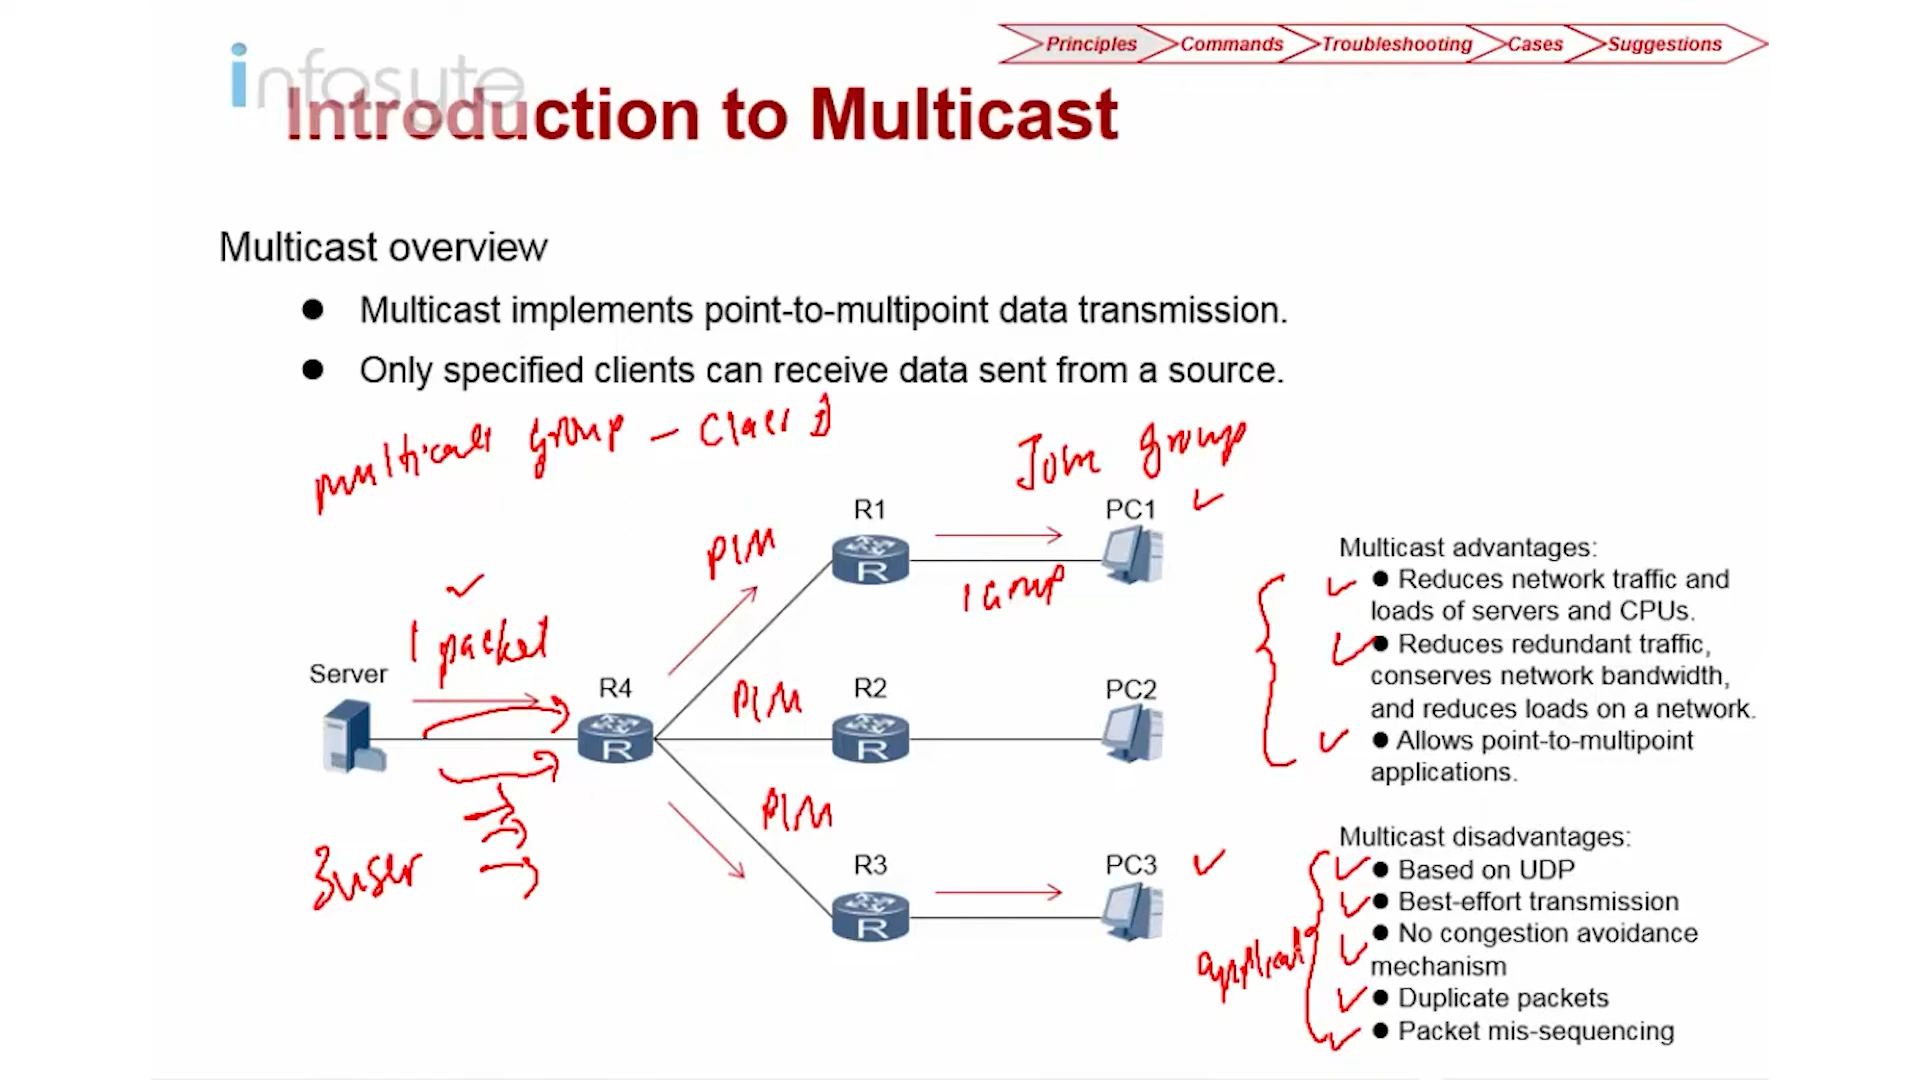 Principles Commands Troubleshooting Cases Suggestions
infosyte
Introduction to Multicast
Multicast overview
● Multicast implements point-to-multipoint data transmission.
● Only specified clients can receive data sent from a source.
multicast group - Class D
Join group
R1
PC1
PIM
IGMP
1 packet
Server
R4
PIM
R2
PC2
PIM
3user
R3
PC3
Multicast advantages:
● Reduces network traffic and
loads of servers and CPUs.
● Reduces redundant traffic,
conserves network bandwidth,
and reduces loads on a network.
● Allows point-to-multipoint
applications.
Multicast disadvantages:
● Based on UDP
● Best-effort transmission
● No congestion avoidance
mechanism
● Duplicate packets
● Packet mis-sequencing